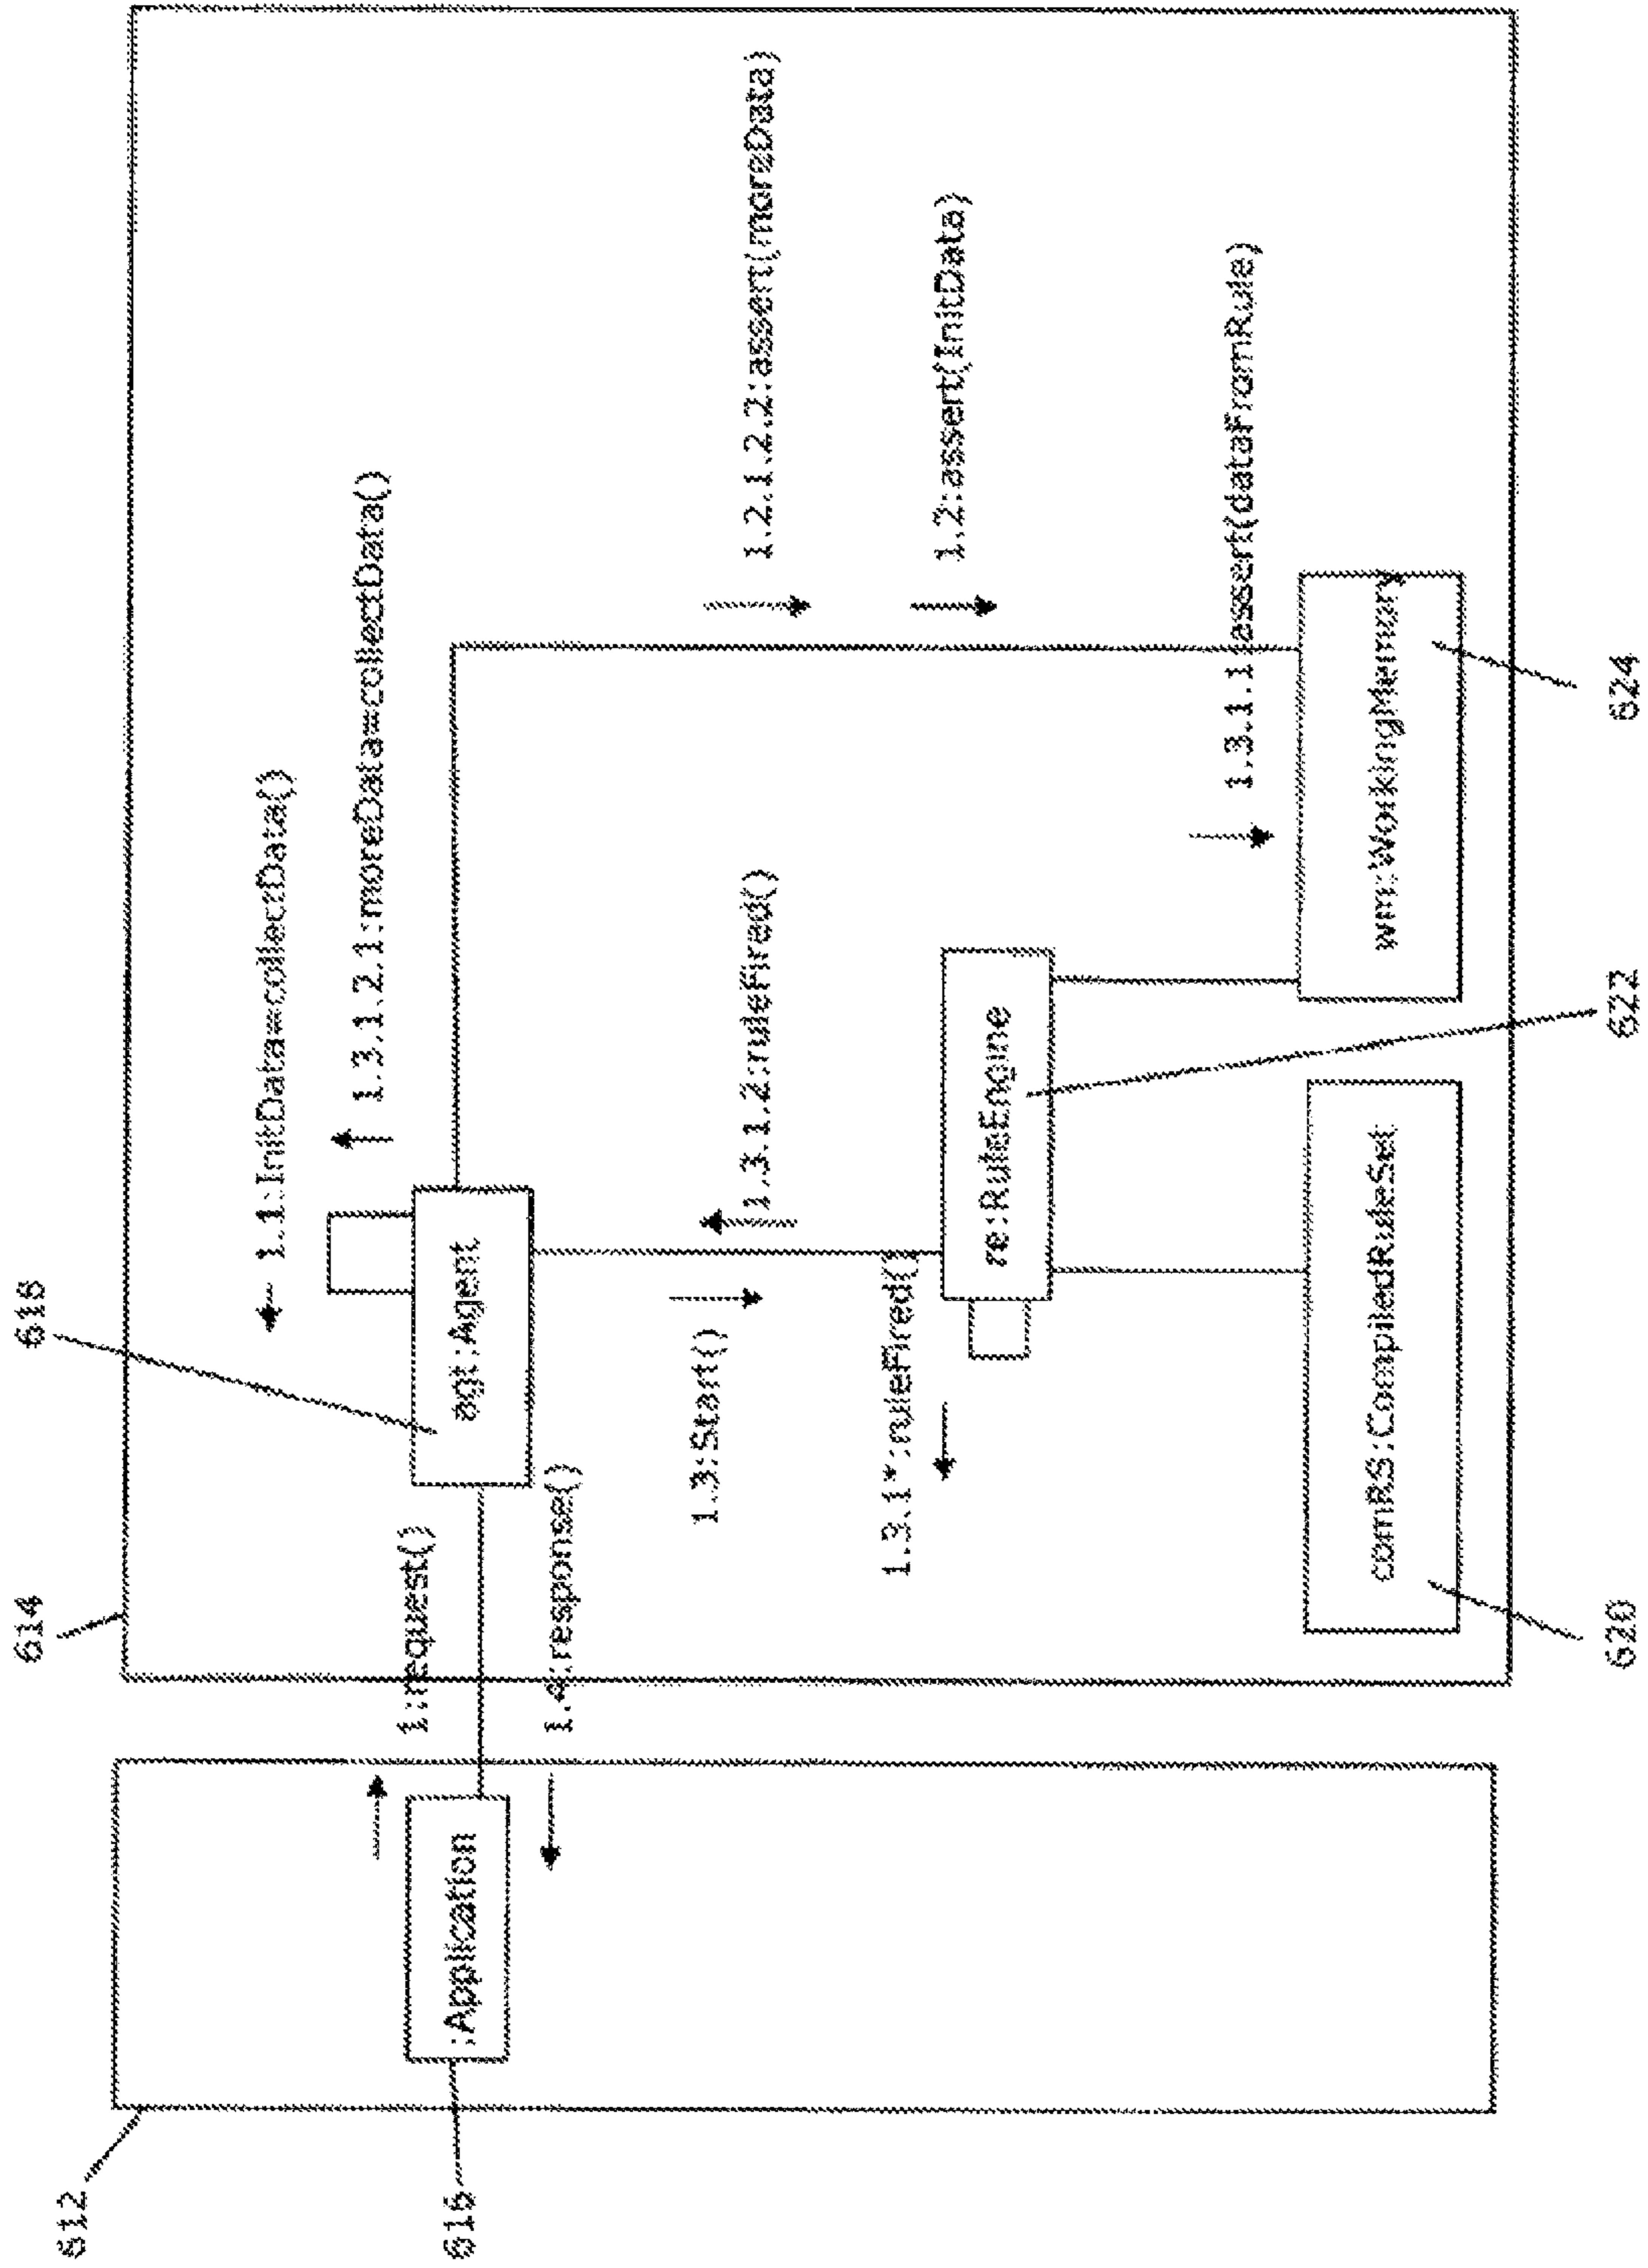 612
614
618
616
:Application
1:request()
1.4:response()
agt:Agent
1.1:InitData=collectData()
1.3.1.2.1:moreData=collectData()
1.3:Start()
1.3.1.2:ruleFired()
1.2.1.2.2:assert(moreData)
1.2:assert(InitData)
1.3.1*:ruleFired()
re:RuleEngine
1.3.1.1:assert(dataFromRule)
comRS:CompiledRuleSet
wm:WorkingMemory
620
622
624